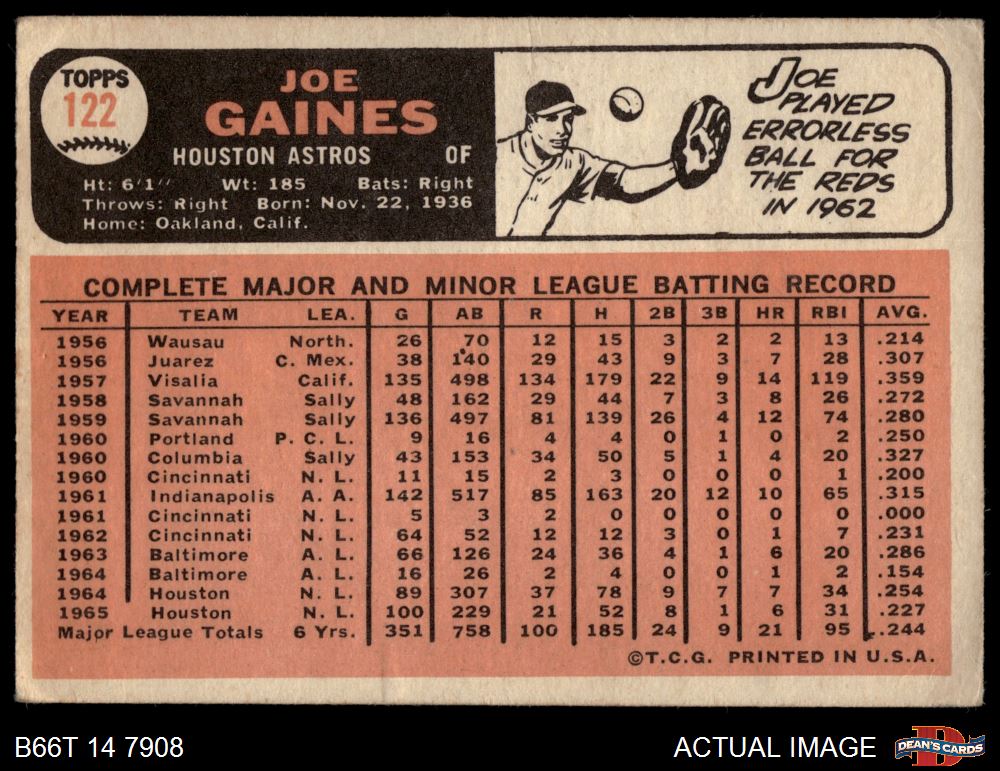 TOPPS
122
JOE
GAINES
HOUSTON ASTROS OF
Ht: 6'1" Wt: 185 Bats: Right
Throws: Right Born: Nov. 22, 1936
Home: Oakland, Calif.
JOE
PLAYED
ERRORLESS
BALL FOR
THE REDS
IN 1962
COMPLETE MAJOR AND MINOR LEAGUE BATTING RECORD
YEAR TEAM LEA. G AB R H 2B 3B HR RBI AVG.
1956 Wausau North. 26 70 12 15 3 2 2 13 .214
1956 Juarez C. Mex. 38 140 29 43 9 3 7 28 .307
1957 Visalia Calif. 135 498 134 179 22 9 14 119 .359
1958 Savannah Sally 48 162 29 44 7 3 8 26 .272
1959 Savannah Sally 136 497 81 139 26 4 12 74 .280
1960 Portland P. C. L. 9 16 4 4 0 1 0 2 .250
1960 Columbia Sally 43 153 34 50 5 1 4 20 .327
1960 Cincinnati N. L. 11 15 2 3 0 0 0 1 .200
1961 Indianapolis A. A. 142 517 85 163 20 12 10 65 .315
1961 Cincinnati N. L. 5 3 2 0 0 0 0 0 .000
1962 Cincinnati N. L. 64 52 12 12 3 0 1 7 .231
1963 Baltimore A. L. 66 126 24 36 4 1 6 20 .286
1964 Baltimore A. L. 16 26 2 4 0 0 1 2 .154
1964 Houston N. L. 89 307 37 78 9 7 7 34 .254
1965 Houston N. L. 100 229 21 52 8 1 6 31 .227
Major League Totals 6 Yrs. 351 758 100 185 24 9 21 95 .244
©T.C.G. PRINTED IN U.S.A.
B66T 14 7908 ACTUAL IMAGE
D
DEAN'S CARDS